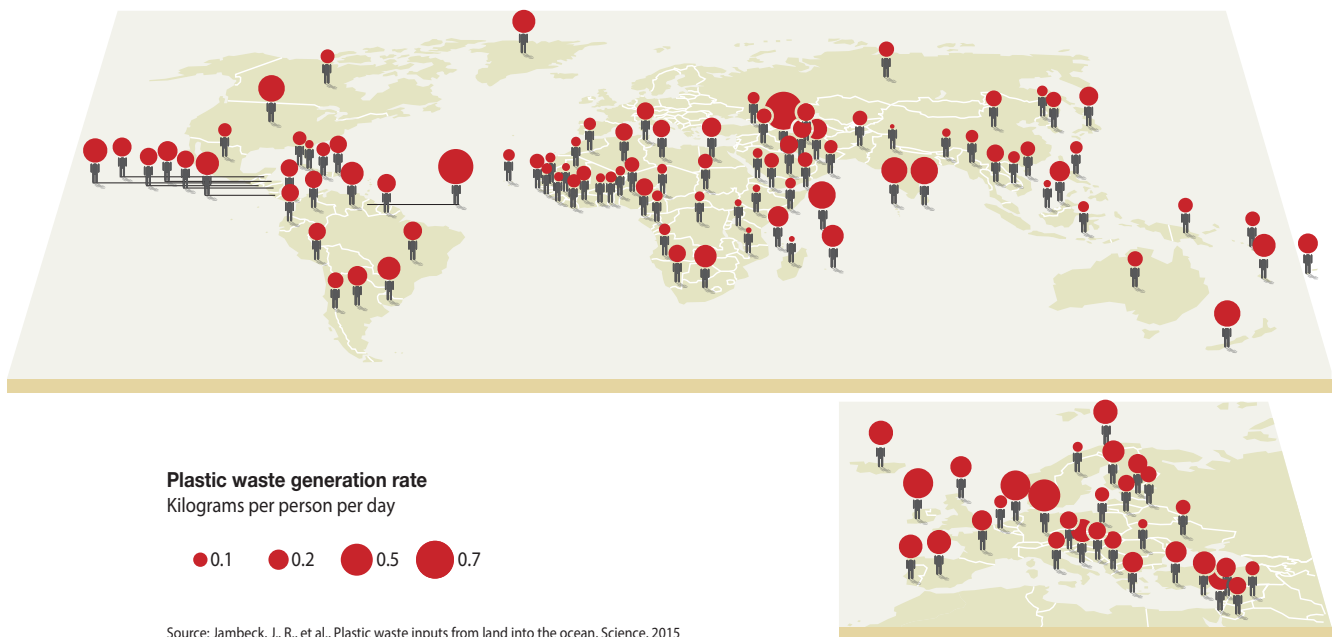 Plastic waste generation rate
Kilograms per person per day
0.1 0.2 0.5 0.7
Source: Jambeck, J., R., et al., Plastic waste inputs from land into the ocean, Science, 2015